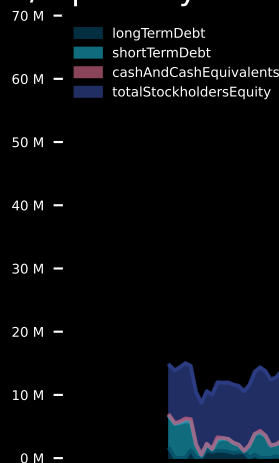 70 M
longTermDebt
shortTermDebt
60 M
cashAndCashEquivalents
totalStockholdersEquity
50 M
40 M
30 M
20 M
10 M
0 M